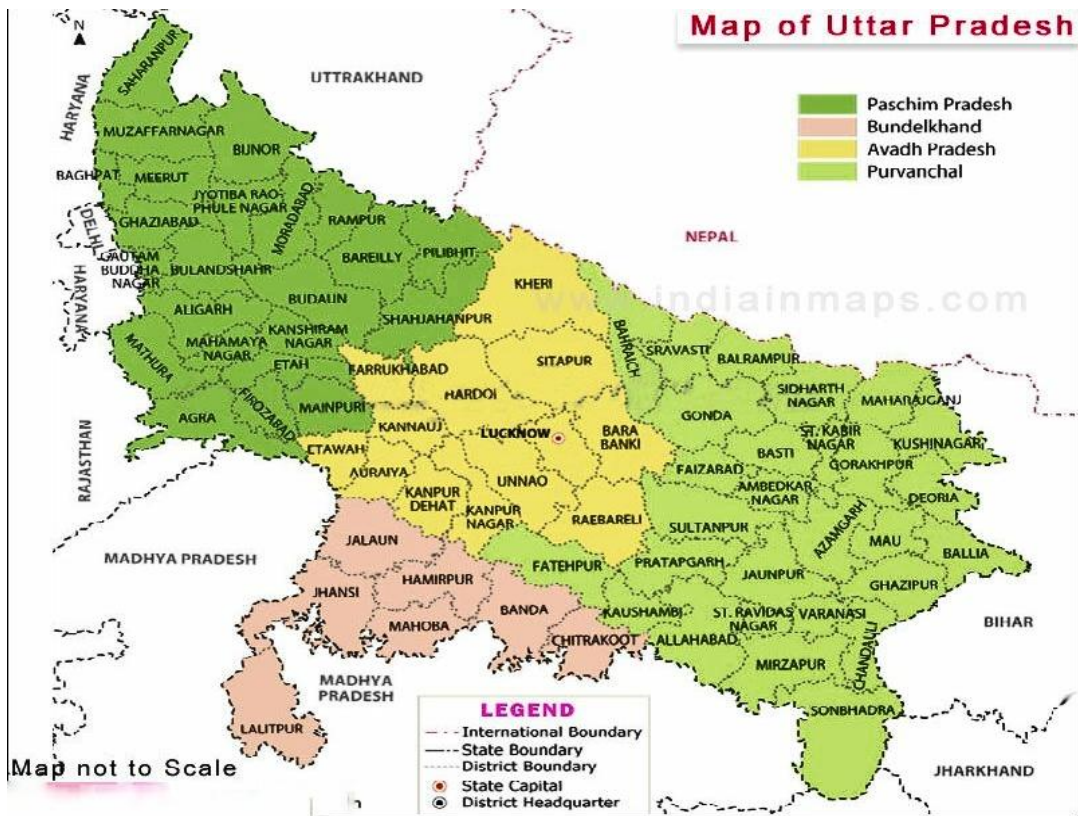 N
Map of Uttar Pradesh
SAHARANPUR
UTTRAKHAND
HARYANA
Paschim Pradesh
Bundelkhand
Avadh Pradesh
Purvanchal
MUZAFFARNAGAR
BIJNOR
BAGHPAT
MEERUT
JYOTIBA RAO
PHULE NAGAR
MORADABAD
RAMPUR
GHAZIABAD
DELHI
NEPAL
BAREILLY
PILIBHIT
GAUTAM
BUDDHA
NAGAR
BULANDSHAHR
HARYANA
KHERI
www.indiainmaps.com
BUDAUN
ALIGARH
SHAHJAHANPUR
KANSHIRAM
NAGAR
MAHAMAYA
NAGAR
MATHURA
BAHRAICH
SRAVASTI
BALRAMPUR
ETAH
FARRUKHABAD
SITAPUR
HARDOI
SIDHARTH
NAGAR
MAHARAJGANJ
AGRA
FIROZABAD
MAINPURI
GONDA
KANNAUJ
LUCKNOW
BARA
BANKI
ST. KABIR
NAGAR
KUSHINAGAR
ETAWAH
BASTI
RAJASTHAN
AURAIYA
FAIZABAD
GORAKHPUR
UNNAO
AMBEDKAR
NAGAR
DEORIA
KANPUR
DEHAT
KANPUR
NAGAR
RAEBARELI
SULTANPUR
AZAMGARH
JALAUN
MAU
BALLIA
MADHYA PRADESH
FATEHPUR
PRATAPGARH
JAUNPUR
GHAZIPUR
HAMIRPUR
JHANSI
BANDA
KAUSHAMBI
ST. RAVIDAS
NAGAR
VARANASI
BIHAR
MAHOBA
CHITRAKOOT
ALLAHABAD
CHANDAULI
MIRZAPUR
MADHYA
PRADESH
SONBHADRA
LALITPUR
LEGEND
International Boundary
State Boundary
District Boundary
State Capital
District Headquarter
Map not to Scale
JHARKHAND